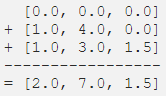 [0.0, 0.0, 0.0]
+ [1.0, 4.0, 0.0]
+ [1.0, 3.0, 1.5]
-----------------
= [2.0, 7.0, 1.5]